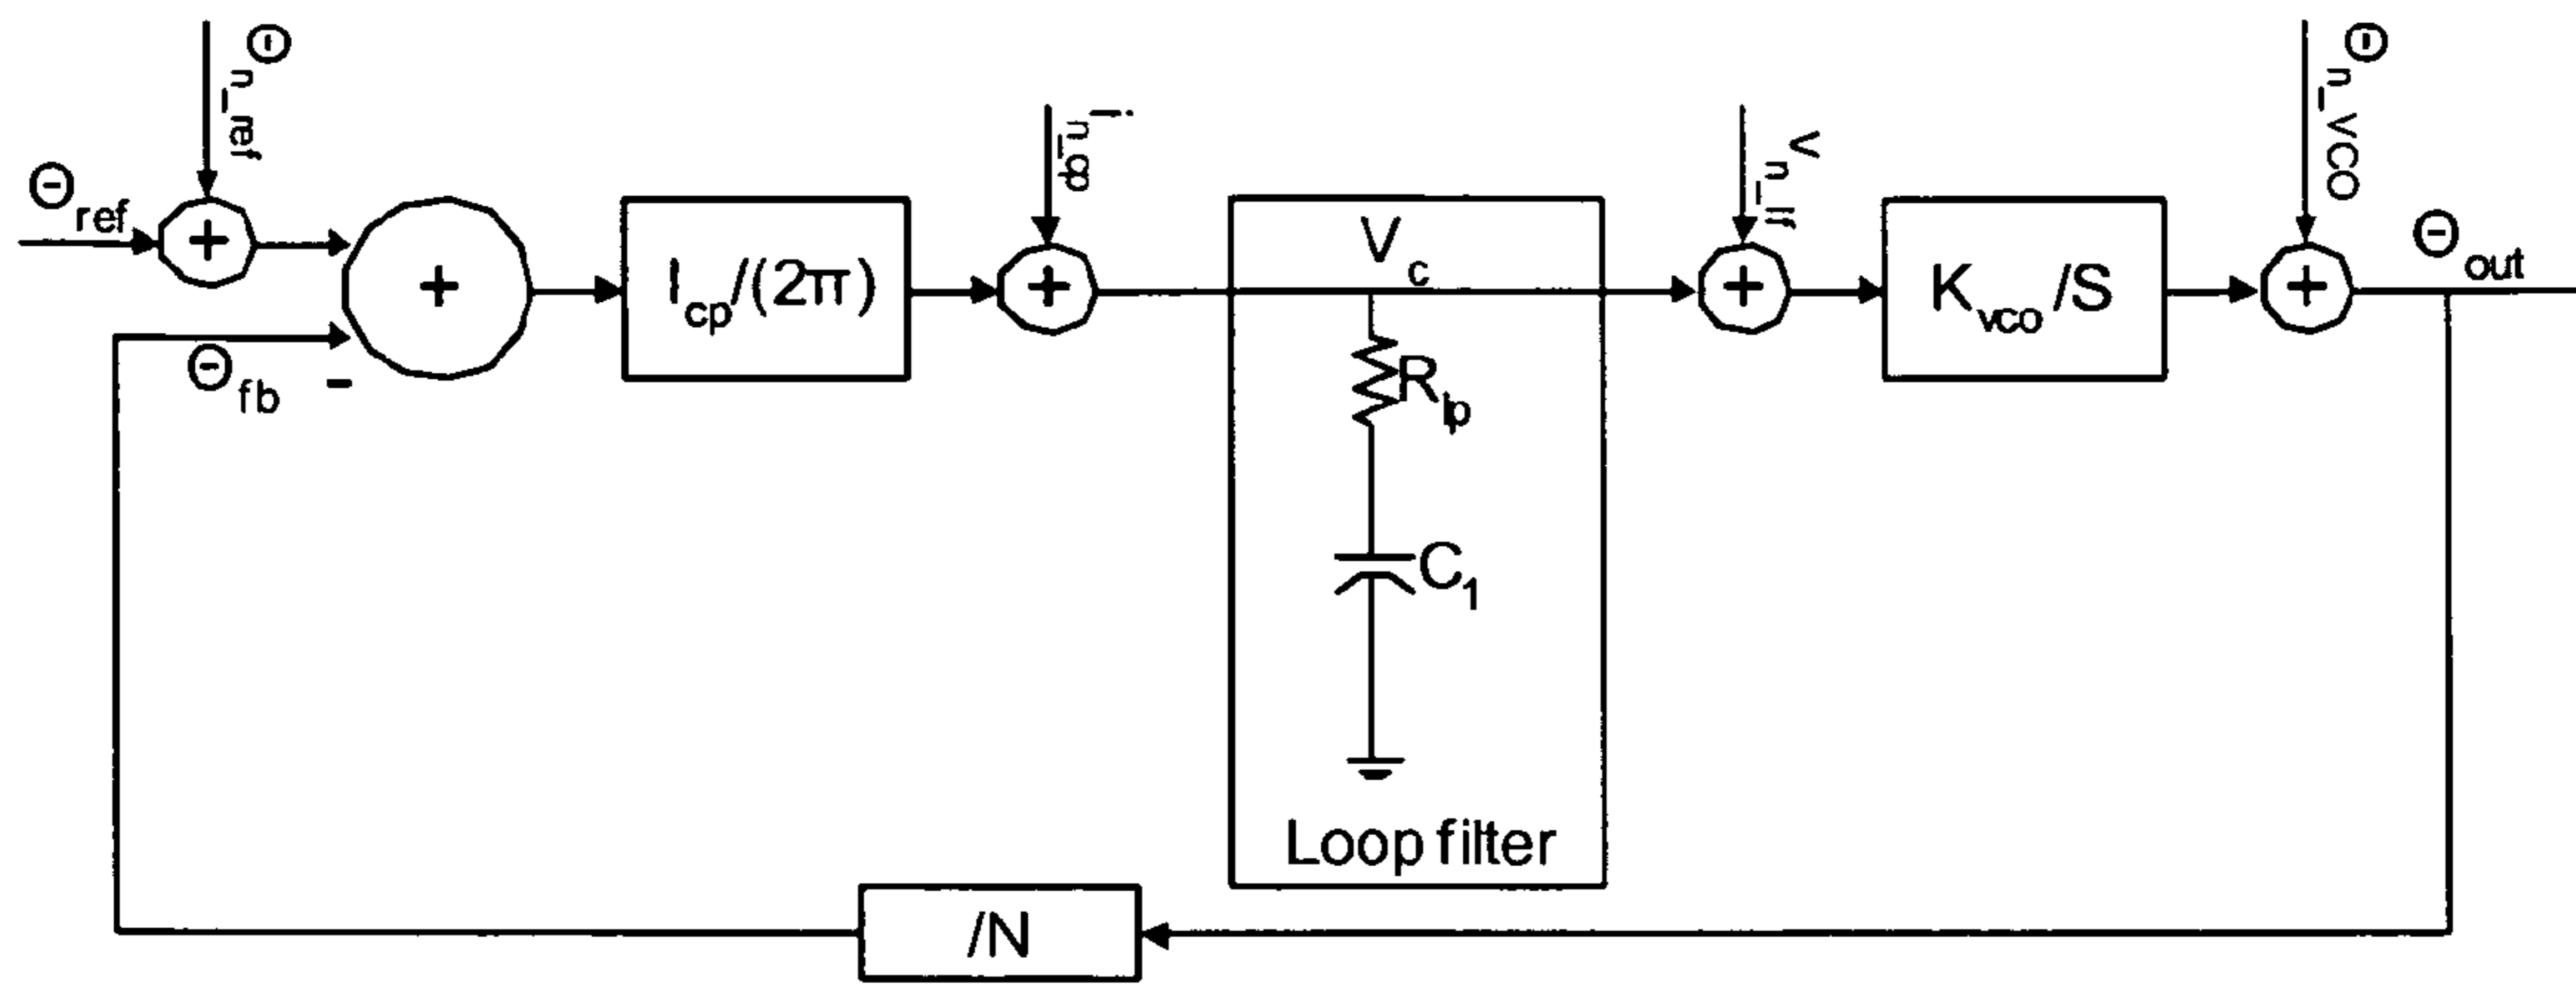 Θn_ref
Θref
+
+
Θfb
-
Icp/(2π)
in_cp
+
Vc
Rlp
C1
Loop filter
vn_lf
+
Kvco/S
Θn_VCO
+
Θout
/N